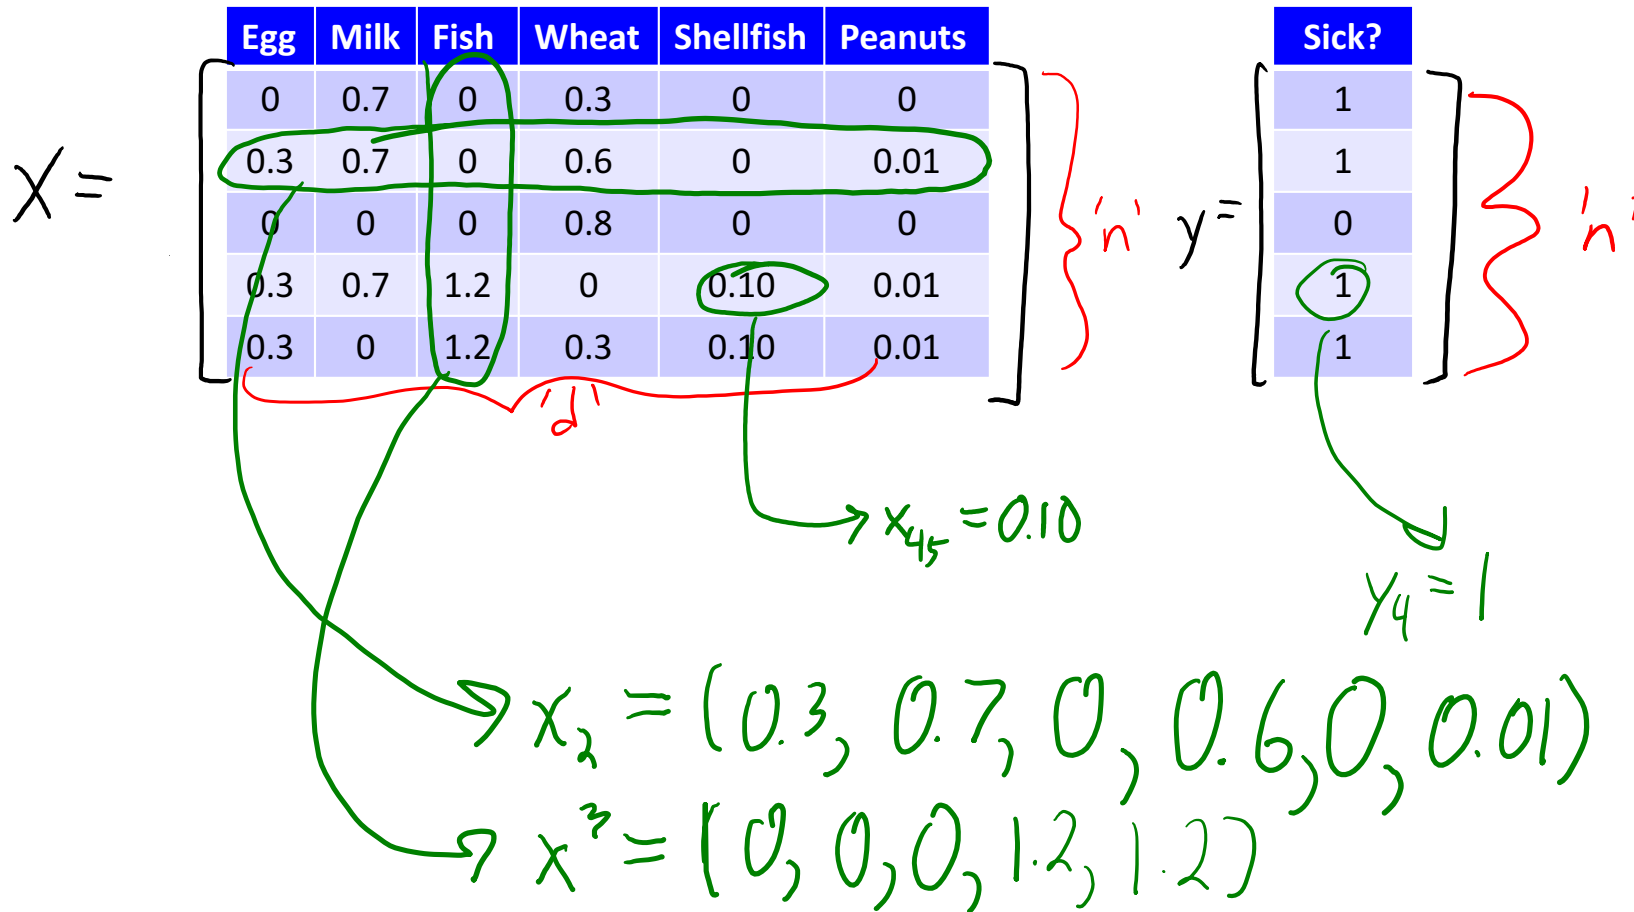 Egg Milk Fish Wheat Shellfish Peanuts Sick?
0 0.7 0 0.3 0 0 1
0.3 0.7 0 0.6 0 0.01 1
X =
0 0 0 0.8 0 0 'n' y = 0 'n'
0.3 0.7 1.2 0 0.10 0.01 1
0.3 0 1.2 0.3 0.10 0.01 1
'd'
x₄₅ = 0.10
y₄ = 1
x₂ = (0.3, 0.7, 0, 0.6, 0, 0.01)
x³ = (0, 0, 0, 1.2, 1.2)